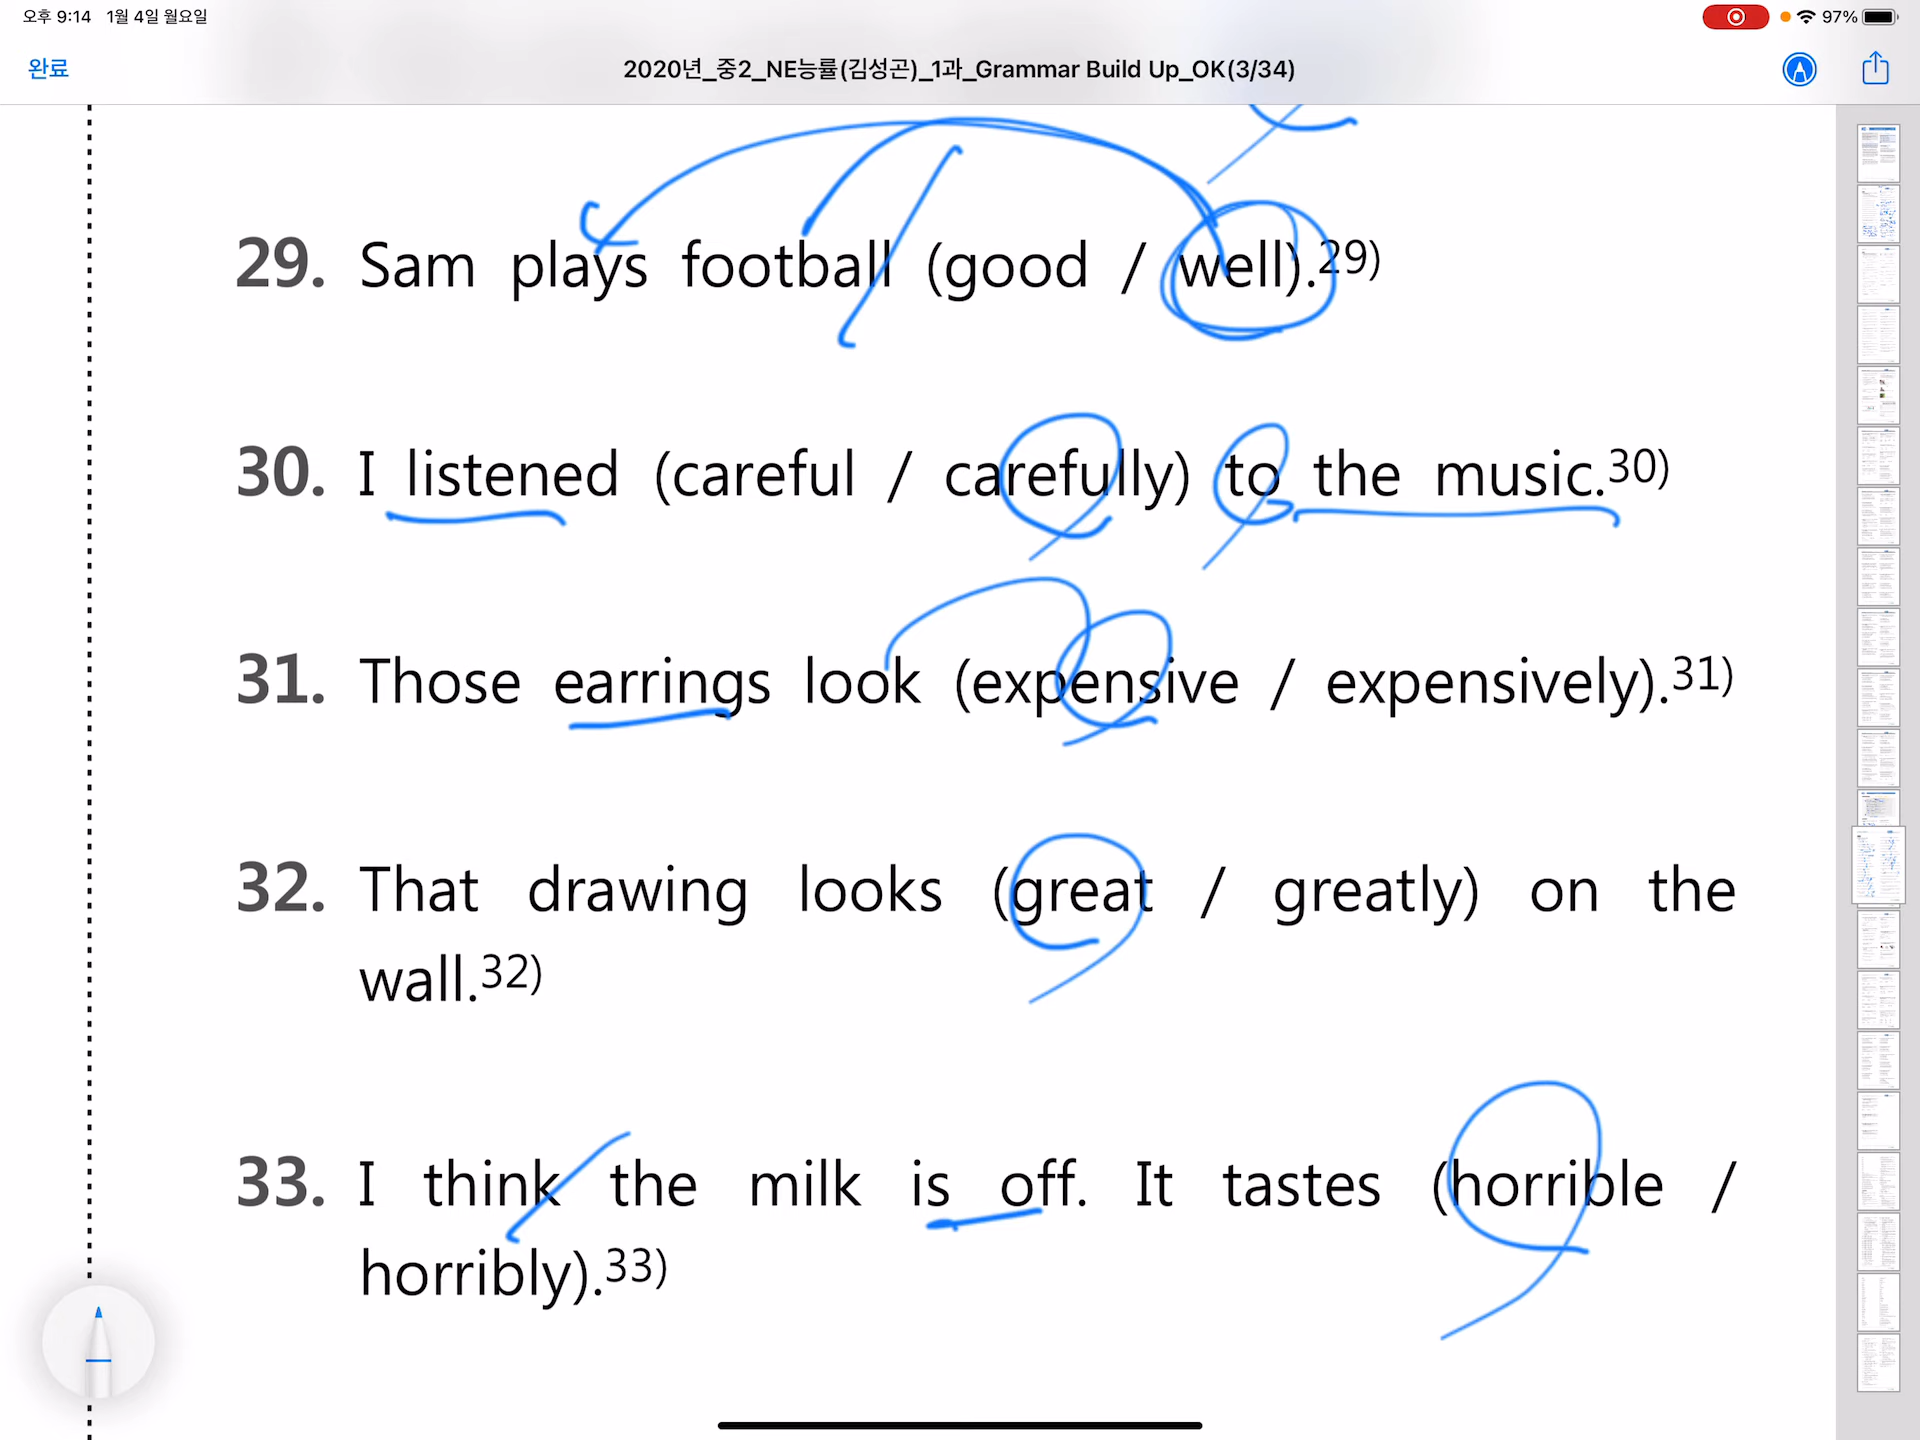 오후 9:14 1월 4일 월요일
97%
완료
2020년_중2_NE능률(김성곤)_1과_Grammar Build Up_OK(3/34)
29. Sam plays football (good / well).29)
30. I listened (careful / carefully) to the music.30)
31. Those earrings look (expensive / expensively).31)
32. That drawing looks (great / greatly) on the
wall.32)
33. I think the milk is off. It tastes (horrible /
horribly).33)